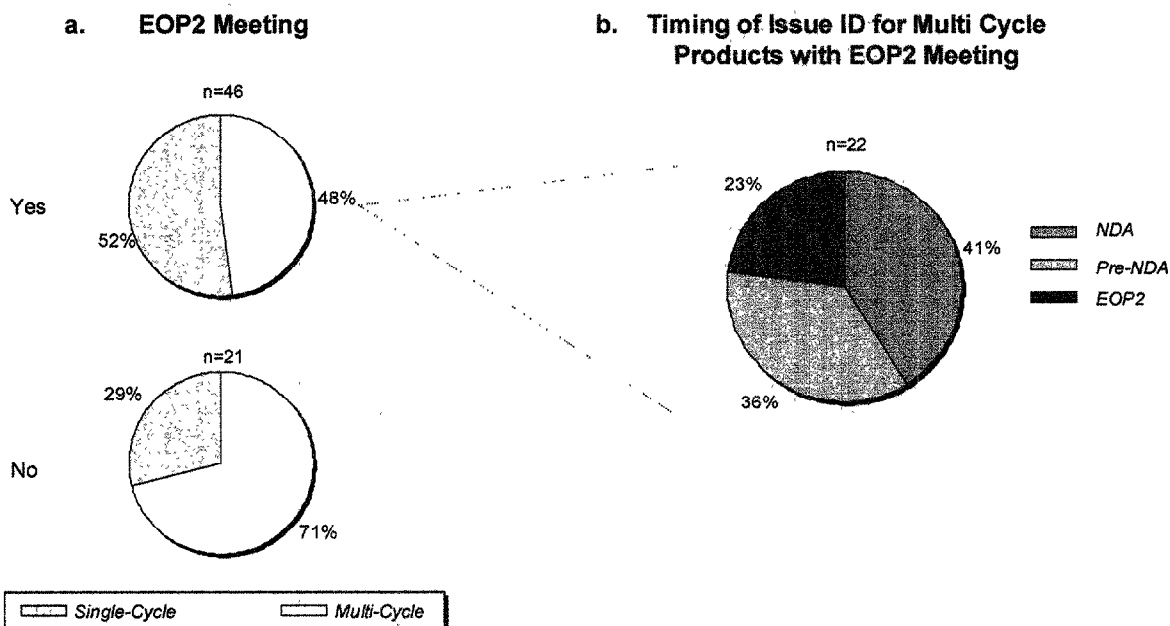 a. EOP2 Meeting
b. Timing of Issue ID for Multi Cycle
Products with EOP2 Meeting
n=46
Yes
48%
52%
n=21
29%
No
71%
Single-Cycle
Multi-Cycle
n=22
23%
41%
36%
NDA
Pre-NDA
EOP2